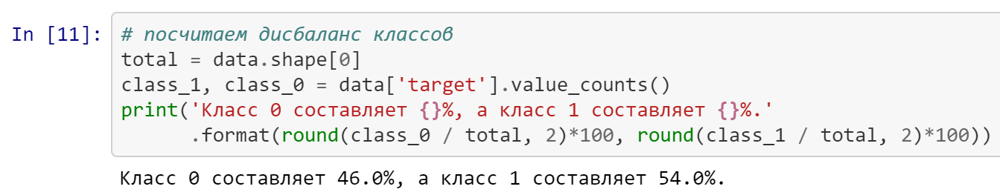 In [11]: # посчитаем дисбаланс классов
total = data.shape[0]
class_1, class_0 = data['target'].value_counts()
print('Класс 0 составляет {}%, а класс 1 составляет {}%.'
.format(round(class_0 / total, 2)*100, round(class_1 / total, 2)*100))
Класс 0 составляет 46.0%, а класс 1 составляет 54.0%.